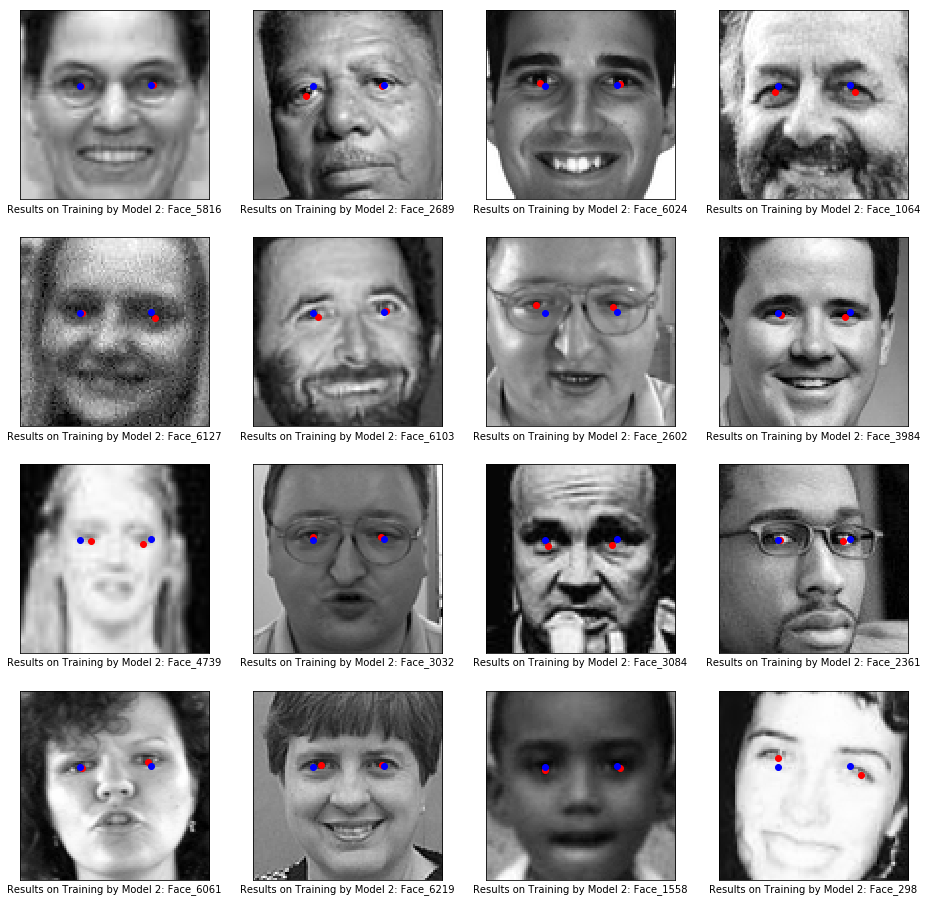 Results on Training by Model 2: Face_5816
Results on Training by Model 2: Face_2689
Results on Training by Model 2: Face_6024
Results on Training by Model 2: Face_1064
Results on Training by Model 2: Face_6127
Results on Training by Model 2: Face_6103
Results on Training by Model 2: Face_2602
Results on Training by Model 2: Face_3984
Results on Training by Model 2: Face_4739
Results on Training by Model 2: Face_3032
Results on Training by Model 2: Face_3084
Results on Training by Model 2: Face_2361
Results on Training by Model 2: Face_6061
Results on Training by Model 2: Face_6219
Results on Training by Model 2: Face_1558
Results on Training by Model 2: Face_298